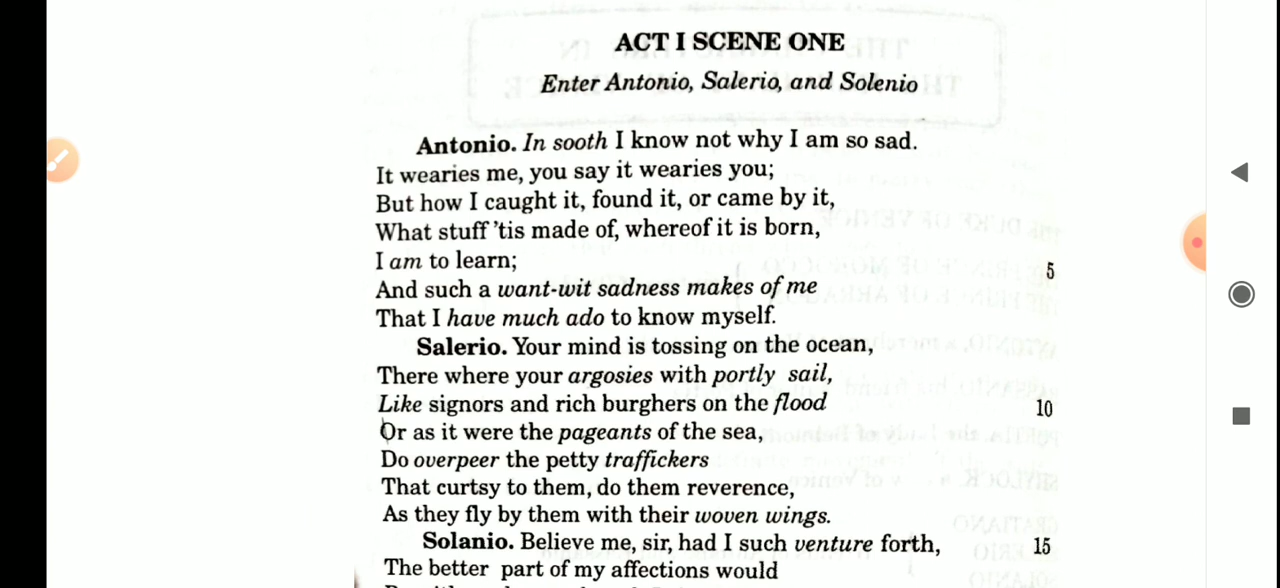 ACT I SCENE ONE
Enter Antonio, Salerio, and Solenio
Antonio. In sooth I know not why I am so sad.
It wearies me, you say it wearies you;
But how I caught it, found it, or came by it,
What stuff 'tis made of, whereof it is born,
I am to learn; 5
And such a want-wit sadness makes of me
That I have much ado to know myself.
Salerio. Your mind is tossing on the ocean,
There where your argosies with portly sail,
Like signors and rich burghers on the flood 10
Or as it were the pageants of the sea,
Do overpeer the petty traffickers
That curtsy to them, do them reverence,
As they fly by them with their woven wings.
Solanio. Believe me, sir, had I such venture forth, 15
The better part of my affections would